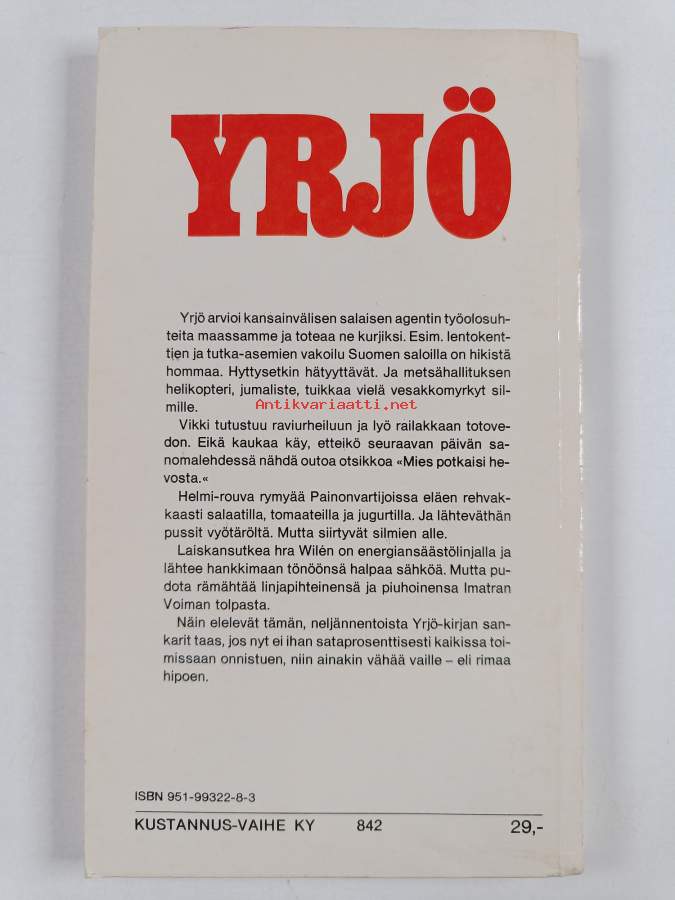 YRJÖ
Yrjö arvioi kansainvälisen salaisen agentin työolosuh-
teita maassamme ja toteaa ne kurjiksi. Esim. lentokent-
tien ja tutka-asemien vakoilu Suomen saloilla on hikistä
hommaa. Hyttysetkin hätyyttävät. Ja metsähallituksen
helikopteri, jumaliste, tuikkaa vielä vesakkomyrkyt sil-
mille.
Antikvariaatti.net
Vikki tutustuu raviurheiluun ja lyö railakkaan totove-
don. Eikä kaukaa käy, etteikö seuraavan päivän sa-
nomalehdessä nähdä outoa otsikkoa «Mies potkaisi he-
vosta.«
Helmi-rouva rymyää Painonvartijoissa eläen rehvak-
kaasti salaatilla, tomaateilla ja jugurtilla. Ja lähteväthän
pussit vyötäröltä. Mutta siirtyvät silmien alle.
Laiskansutkea hra Wilén on energiansäästölinjalla ja
lähtee hankkimaan tönöönsä halpaa sähköä. Mutta pu-
dota rämähtää linjapihteinensä ja piuhoinensa Imatran
Voiman tolpasta.
Näin elelevät tämän, neljännentoista Yrjö-kirjan san-
karit taas, jos nyt ei ihan sataprosenttisesti kaikissa toi-
missaan onnistuen, niin ainakin vähää vaille – eli rimaa
hipoen.
ISBN 951-99322-8-3
KUSTANNUS-VAIHE KY 842 29,-